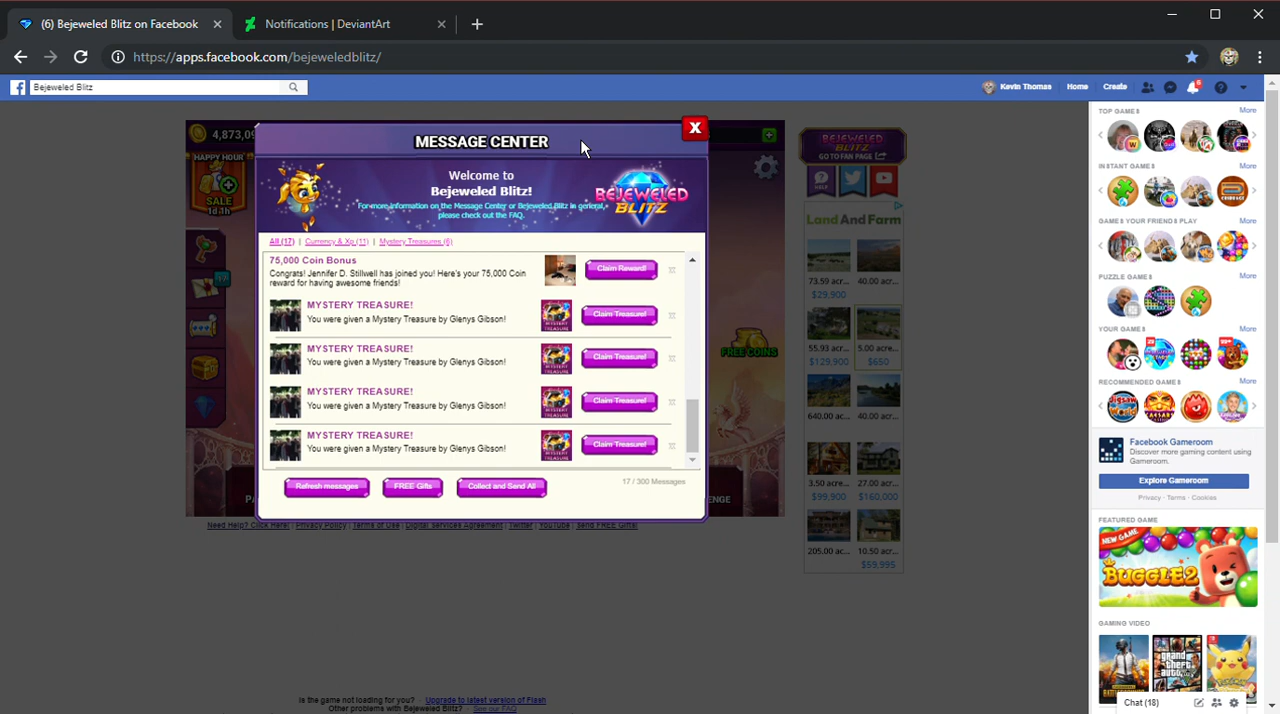 (6) Bejeweled Blitz on Facebook
Notifications | DeviantArt
https://apps.facebook.com/bejeweledblitz/
Bejeweled Blitz
Kevin Thomas
Home
Create
4,873,09
HAPPY HOUR
SALE
1d 1h
MESSAGE CENTER
X
Welcome to
Bejeweled Blitz!
For more information on the Message Center or Bejeweled Blitz in general,
please check out the FAQ.
BEJEWELED
BLITZ
All (17) | Currency & Xp (11) | Mystery Treasures (6)
75,000 Coin Bonus
Congrats! Jennifer D. Stillwell has joined you! Here's your 75,000 Coin
reward for having awesome friends!
Claim Reward!
MYSTERY TREASURE!
You were given a Mystery Treasure by Glenys Gibson!
Claim Treasure!
MYSTERY TREASURE!
You were given a Mystery Treasure by Glenys Gibson!
Claim Treasure!
MYSTERY TREASURE!
You were given a Mystery Treasure by Glenys Gibson!
Claim Treasure!
MYSTERY TREASURE!
You were given a Mystery Treasure by Glenys Gibson!
Claim Treasure!
Refresh messages
FREE Gifts
Collect and Send All
17 / 300 Messages
FREE COINS
Need Help? Click Here! | Privacy Policy | Terms of Use | Digital Services Agreement | Twitter | YouTube | Send FREE Gifts!
BEJEWELED
BLITZ
GO TO FAN PAGE
HELP
Land And Farm
73.59 ac...
40.00 acr...
$29,900
55.93 acr...
5.00 acre...
$129,900
$650
640.00 ac...
40.00 acr...
3.50 acre...
27.00 acr...
$99,900
$160,000
205.00 ac...
10.50 acr...
$59,995
TOP GAMES
More
INSTANT GAMES
More
GAMES YOUR FRIENDS PLAY
More
PUZZLE GAMES
More
YOUR GAMES
More
RECOMMENDED GAMES
More
Facebook Gameroom
Discover more gaming content using
Gameroom.
Explore Gameroom
Privacy · Terms · Cookies
FEATURED GAME
NEW GAME
BUGGLE2
GAMING VIDEO
Chat (18)
Is the game not loading for you? - Upgrade to latest version of Flash
Other problems with Bejeweled Blitz? - See our FAQ